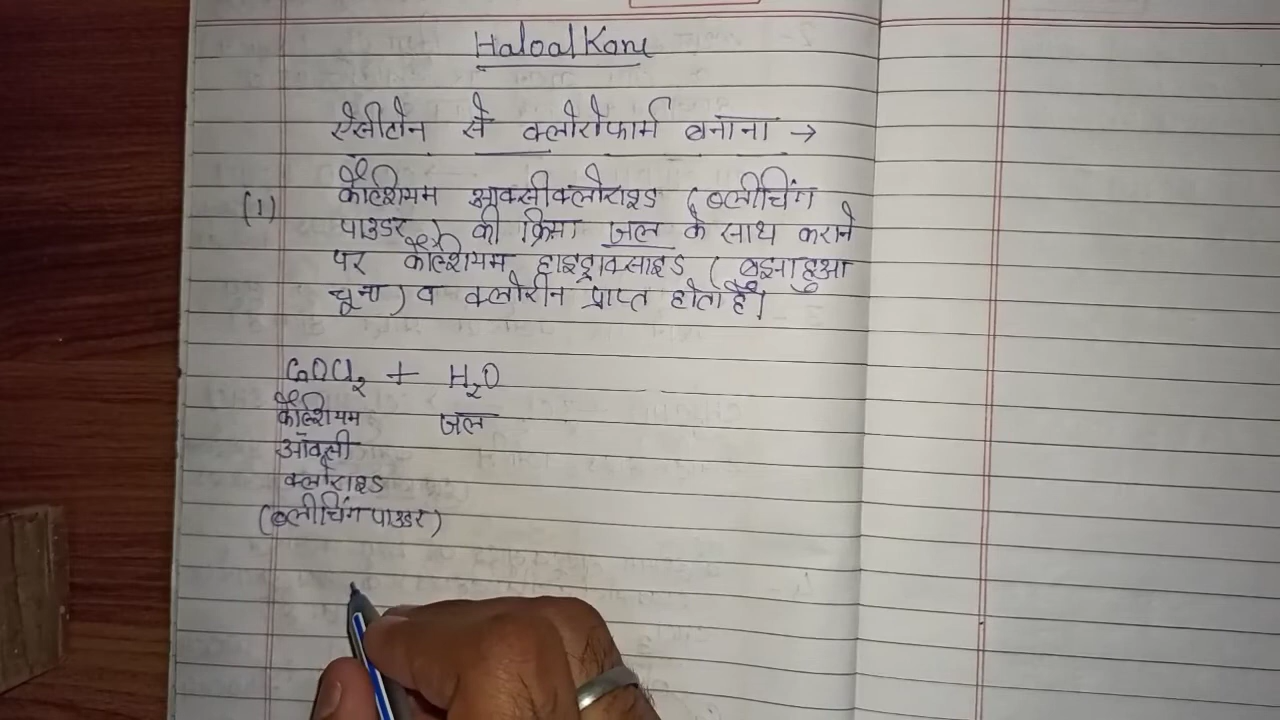 Haloalkane
ऐसीटोन से क्लोरोफार्म बनाना →
(1) कैल्शियम आक्सीक्लोराइड (ब्लीचिंग
पाउडर) की क्रिया जल के साथ कराने
पर कैल्शियम हाइड्राक्साइड (बुझा हुआ
चूना) व क्लोरीन प्राप्त होता है।
CaOCl₂ + H₂O
कैल्शियम जल
ऑक्सी
क्लोराइड
(ब्लीचिंग पाउडर)